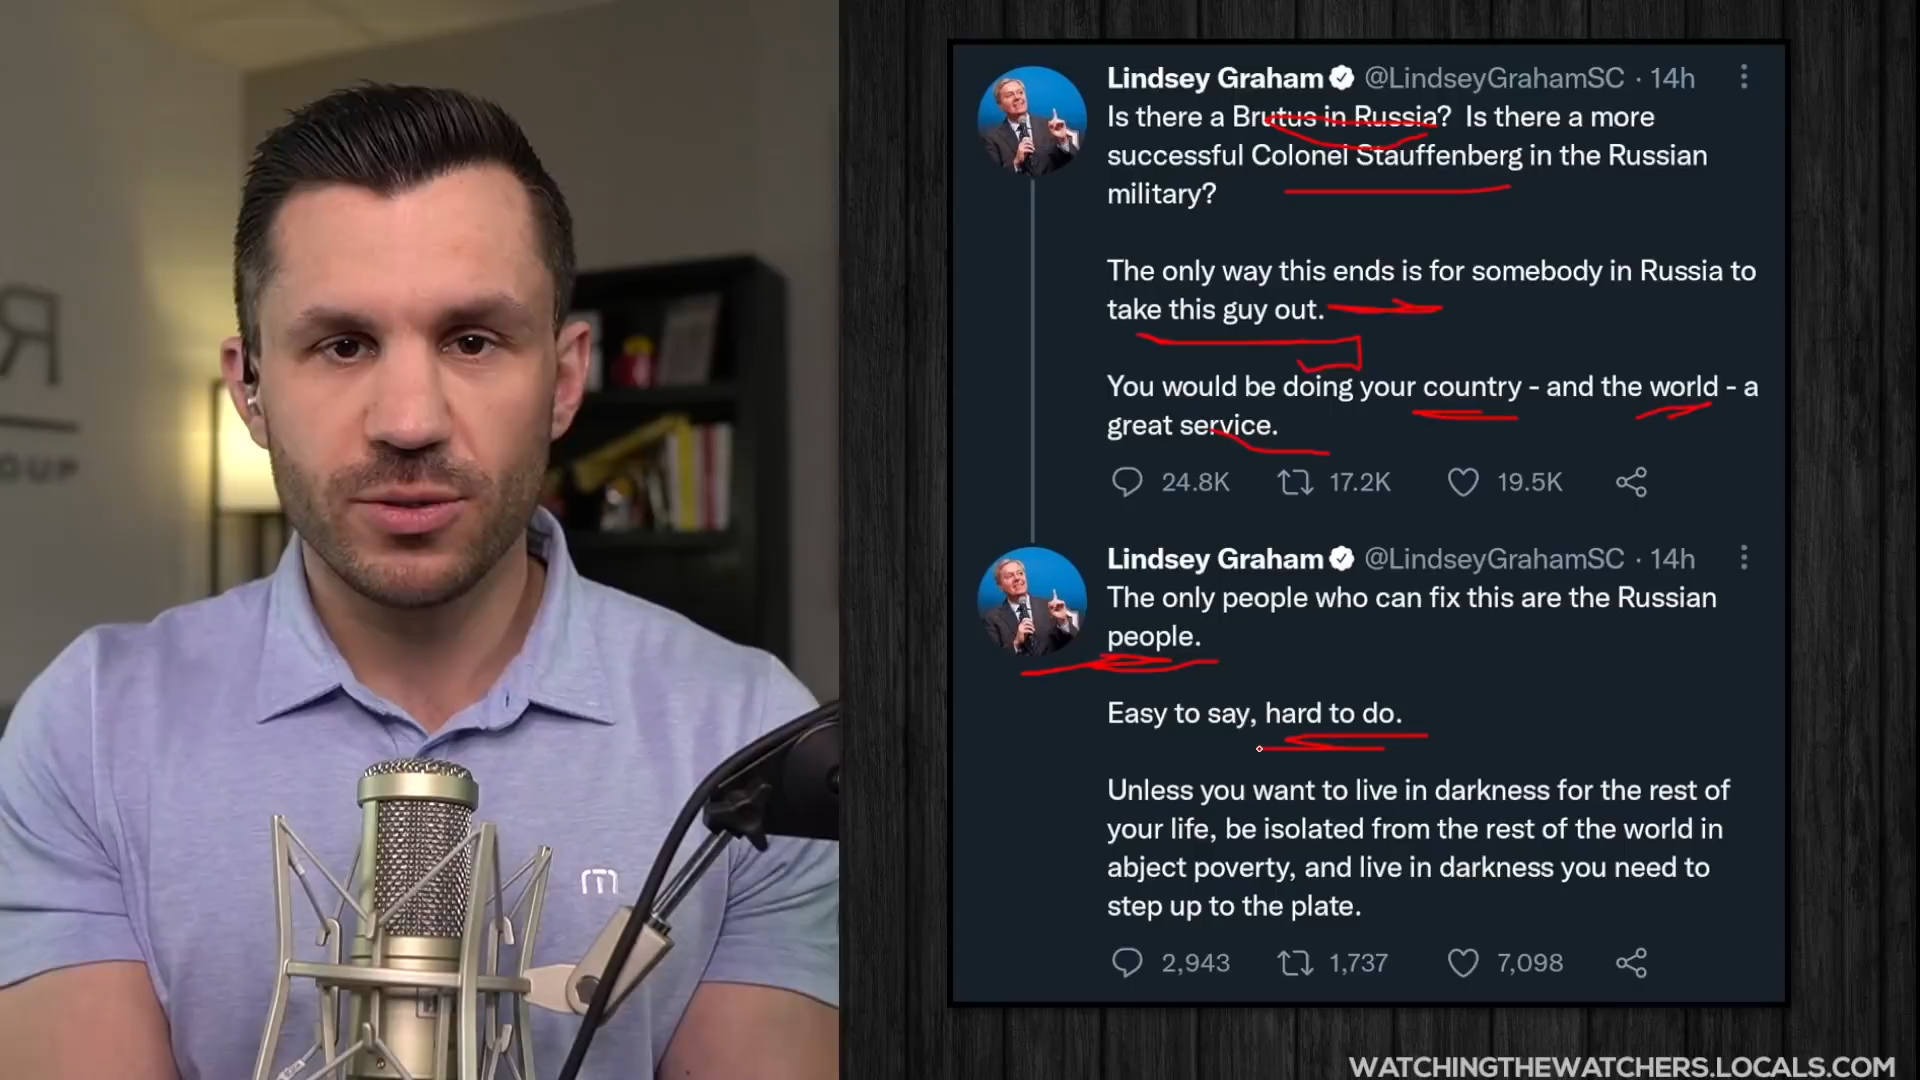 R
OUP
Lindsey Graham @LindseyGrahamSC · 14h
Is there a Brutus in Russia? Is there a more
successful Colonel Stauffenberg in the Russian
military?
The only way this ends is for somebody in Russia to
take this guy out.
You would be doing your country - and the world - a
great service.
24.8K 17.2K 19.5K
Lindsey Graham @LindseyGrahamSC · 14h
The only people who can fix this are the Russian
people.
Easy to say, hard to do.
Unless you want to live in darkness for the rest of
your life, be isolated from the rest of the world in
abject poverty, and live in darkness you need to
step up to the plate.
2,943 1,737 7,098
m
WATCHINGTHEWATCHERS.LOCALS.COM